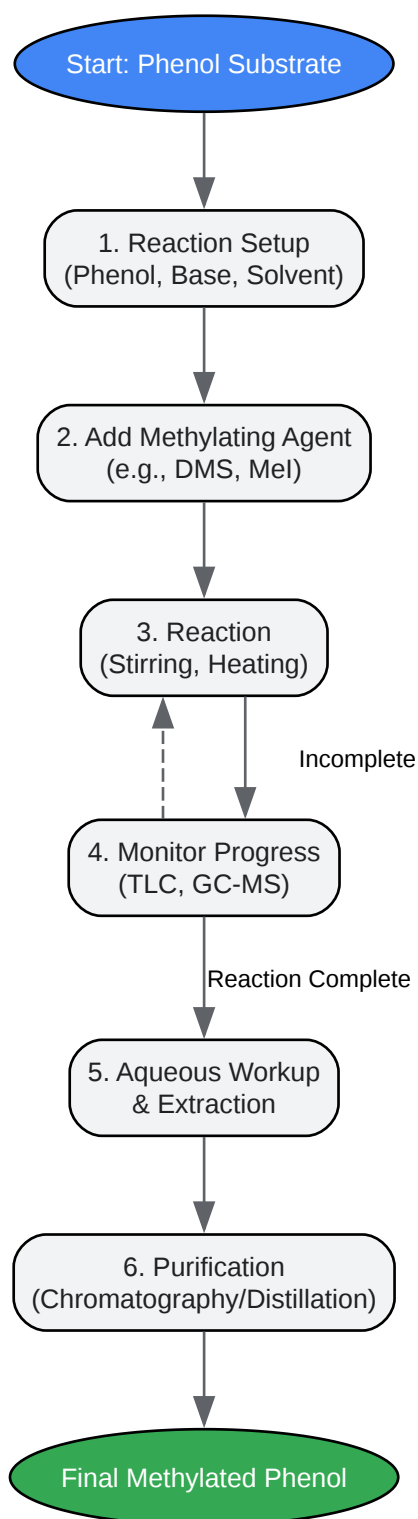 Start: Phenol Substrate
1. Reaction Setup
(Phenol, Base, Solvent)
2. Add Methylating Agent
(e.g., DMS, MeI)
3. Reaction
(Stirring, Heating)
Incomplete
4. Monitor Progress
(TLC, GC-MS)
Reaction Complete
5. Aqueous Workup
& Extraction
6. Purification
(Chromatography/Distillation)
Final Methylated Phenol